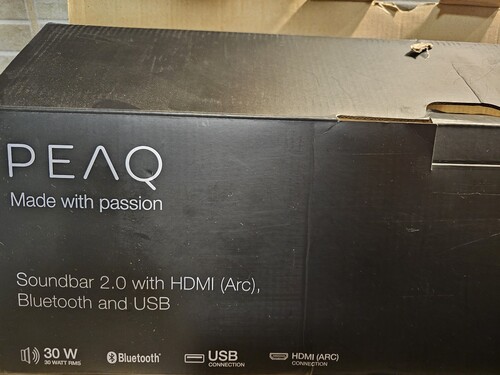 PEAQ
Made with passion
Soundbar 2.0 with HDMI (Arc),
Bluetooth and USB
30 W
30 WATT RMS
Bluetooth®
USB
CONNECTION
HDMI (ARC)
CONNECTION